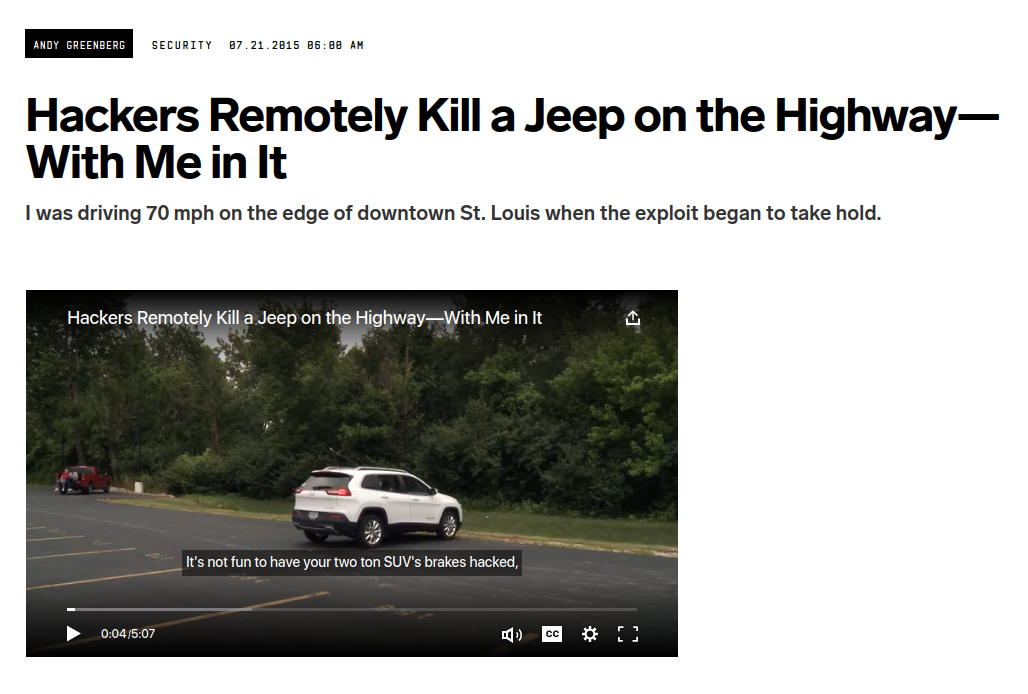 ANDY GREENBERG SECURITY 07.21.2015 06:00 AM
Hackers Remotely Kill a Jeep on the Highway—
With Me in It
I was driving 70 mph on the edge of downtown St. Louis when the exploit began to take hold.
Hackers Remotely Kill a Jeep on the Highway—With Me in It
It's not fun to have your two ton SUV's brakes hacked,
0:04/5:07
CC